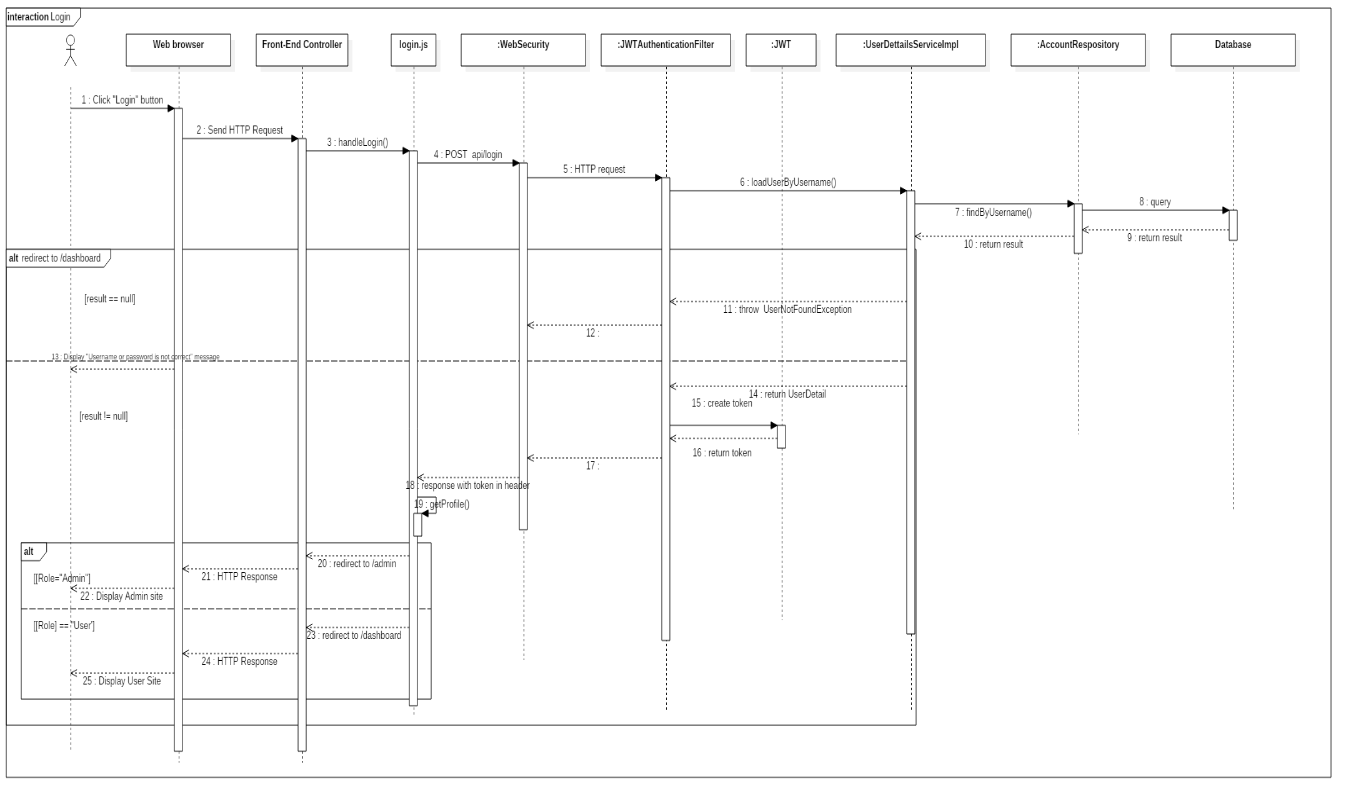 interaction Login
Web browser
Front-End Controller
login.js
:WebSecurity
:JWTAuthenticationFilter
:JWT
:UserDettailsServiceImpl
:AccountRespository
Database
1 : Click "Login" button
2 : Send HTTP Request
3 : handleLogin()
4 : POST api/login
5 : HTTP request
6 : loadUserByUsername()
7 : findByUsername()
8 : query
9 : return result
10 : return result
alt redirect to /dashboard
[result == null]
11 : throw UserNotFoundException
12 :
13 : Display "Username or password is not correct" message
14 : return UserDetail
15 : create token
[result != null]
16 : return token
17 :
18 : response with token in header
19 : getProfile()
alt
20 : redirect to /admin
21 : HTTP Response
[[Role="Admin"]
22 : Display Admin site
[[Role] == "User']
23 : redirect to /dashboard
24 : HTTP Response
25 : Display User Site